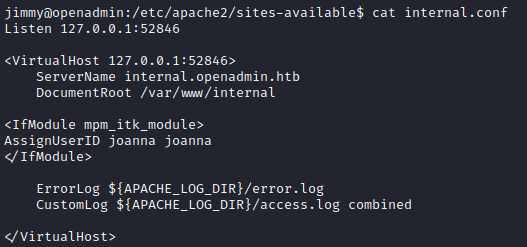 jimmy@openadmin:/etc/apache2/sites-available$ cat internal.conf
Listen 127.0.0.1:52846
<VirtualHost 127.0.0.1:52846>
ServerName internal.openadmin.htb
DocumentRoot /var/www/internal
<IfModule mpm_itk_module>
AssignUserID joanna joanna
</IfModule>
ErrorLog ${APACHE_LOG_DIR}/error.log
CustomLog ${APACHE_LOG_DIR}/access.log combined
</VirtualHost>